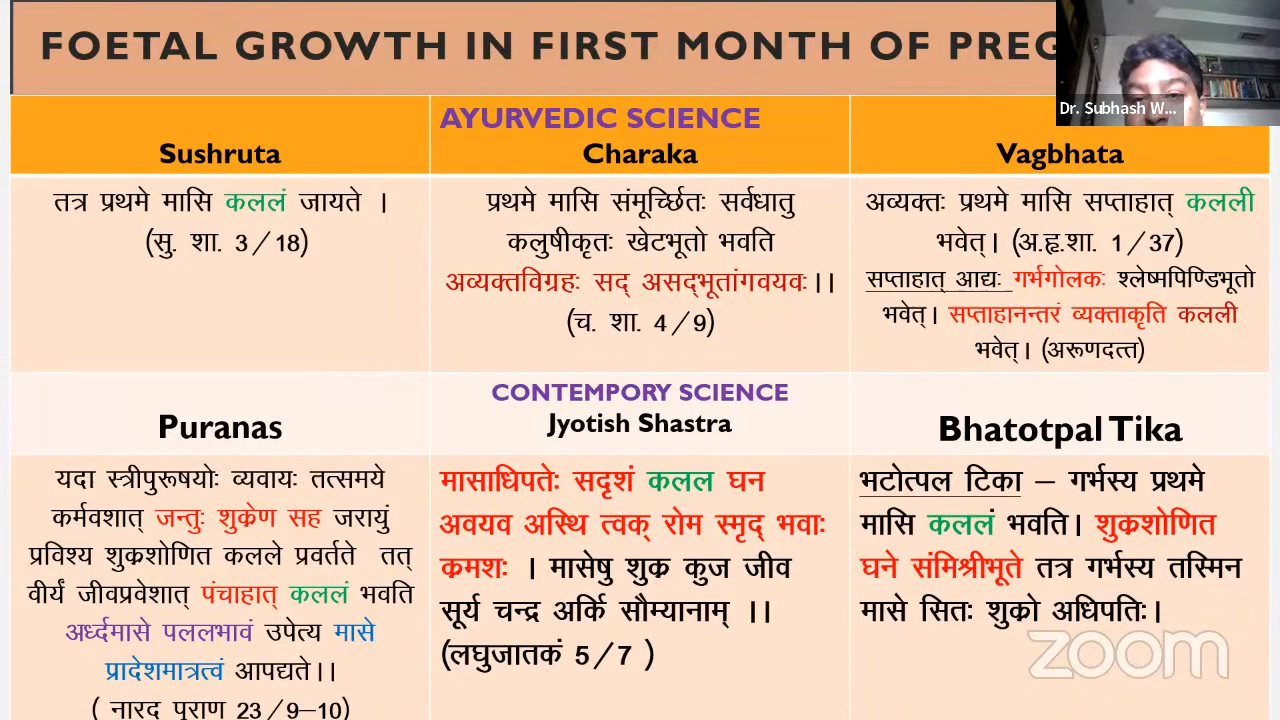 FOETAL GROWTH IN FIRST MONTH OF PREG
Dr. Subhash W...
AYURVEDIC SCIENCE
Sushruta
Charaka
Vagbhata
तत्र प्रथमे मासि कललं जायते ।
(सु. शा. 3/18)
प्रथमे मासि संमूर्च्छितः सर्वधातु
कलुषीकृतः खेटभूतो भवति
अव्यक्तविग्रहः सद् असद्भूतांगवयवः।।
(च. शा. 4/9)
अव्यक्तः प्रथमे मासि सप्ताहात् कलली
भवेत्। (अ.हृ.शा. 1/37)
सप्ताहात् आद्यः गर्भगोलकः श्लेष्मपिण्डिभूतो
भवेत्। सप्ताहानन्तरं व्यक्ताकृति कलली
भवेत्। (अरूणदत्त)
Puranas
CONTEMPORY SCIENCE
Jyotish Shastra
Bhatotpal Tika
यदा स्त्रीपुरूषयोः व्यवायः तत्समये
कर्मवशात् जन्तुः शुक्रेण सह जरायुं
प्रविश्य शुक्रशोणित कलले प्रवर्तते तत्
वीर्यं जीवप्रवेशात् पंचाहात् कललं भवति
अर्ध्दमासे पललभावं उपेत्य मासे
प्रादेशमात्रत्वं आपद्यते।।
( नारद पुराण 23/9–10)
मासाधिपतेः सदृशं कलल घन
अवयव अस्थि त्वक् रोम स्मृद् भवाः
क्रमशः । मासेषु शुक्र कुज जीव
सूर्य चन्द्र अर्कि सौम्यानाम् ।।
(लघुजातकं 5/7 )
भटोत्पल टिका – गर्भस्य प्रथमे
मासि कललं भवति। शुक्रशोणित
घने संमिश्रीभूते तत्र गर्भस्य तस्मिन
मासे सितः शुक्रो अधिपतिः।
zoom